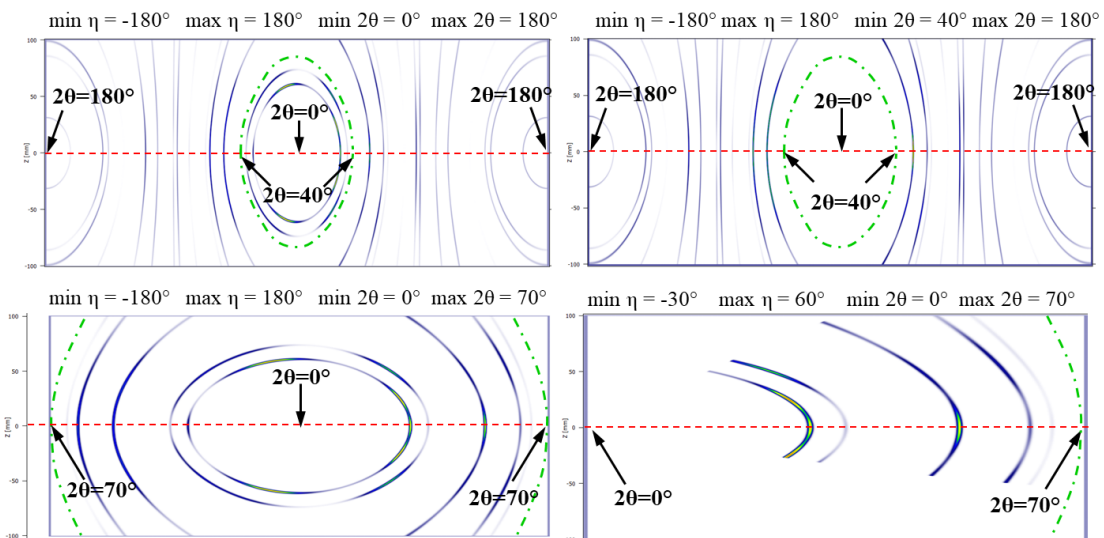 min η = -180° max η = 180° min 2θ = 0° max 2θ = 180°
100
50
0
-50
-100
Z [mm]
2θ=180°
2θ=0°
2θ=180°
2θ=40°
min η = -180° max η = 180° min 2θ = 40° max 2θ = 180°
100
50
0
-50
-100
Z [mm]
2θ=180°
2θ=0°
2θ=180°
2θ=40°
min η = -180° max η = 180° min 2θ = 0° max 2θ = 70°
100
50
0
-50
-100
Z [mm]
2θ=0°
2θ=70°
2θ=70°
min η = -30° max η = 60° min 2θ = 0° max 2θ = 70°
100
50
0
-50
Z [mm]
2θ=0°
2θ=70°